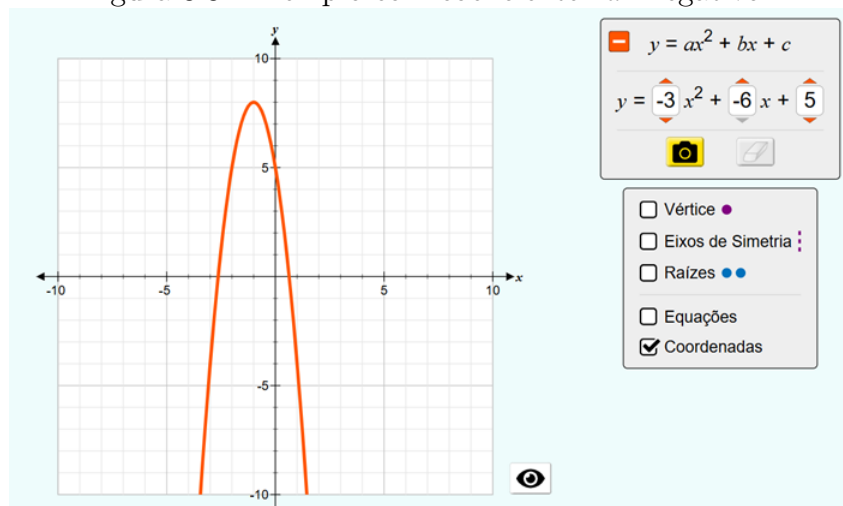 y
10
5
-10
-5
5
10
x
-5
-10
y = ax² + bx + c
y = -3 x² + -6 x + 5
Vértice
Eixos de Simetria
Raízes
Equações
Coordenadas